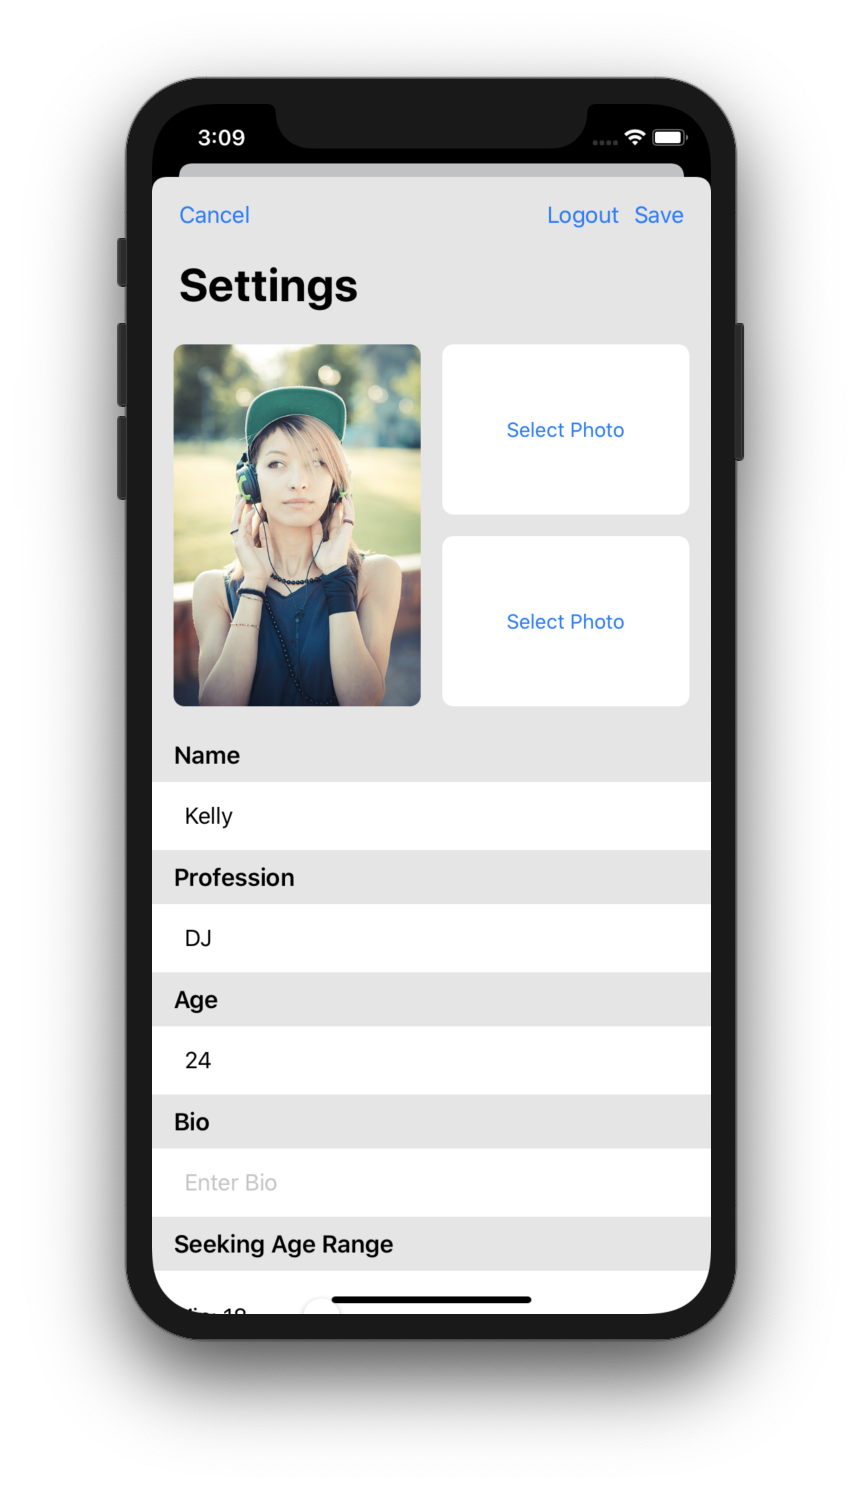 3:09
Cancel Logout Save
Settings
Select Photo
Select Photo
Name
Kelly
Profession
DJ
Age
24
Bio
Enter Bio
Seeking Age Range
18